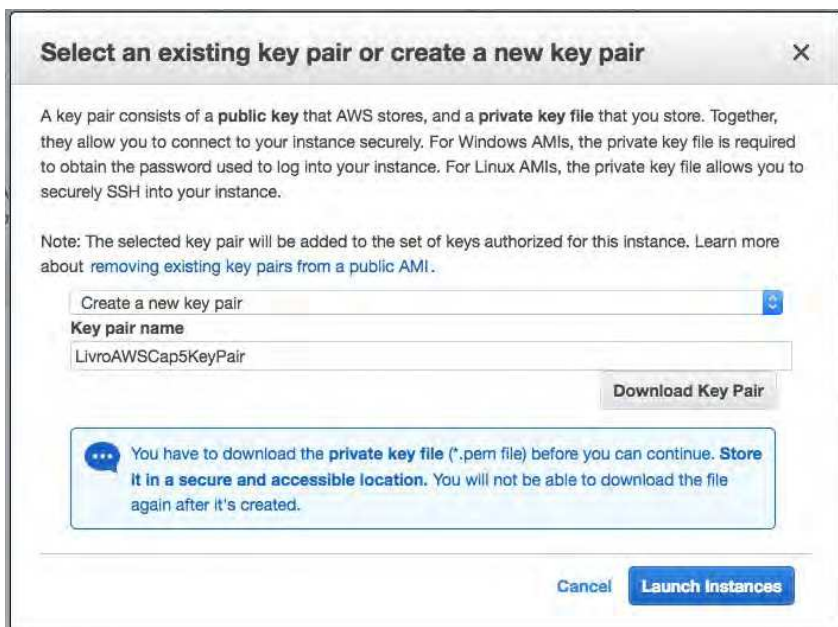 Select an existing key pair or create a new key pair
×
A key pair consists of a public key that AWS stores, and a private key file that you store. Together,
they allow you to connect to your instance securely. For Windows AMIs, the private key file is required
to obtain the password used to log into your instance. For Linux AMIs, the private key file allows you to
securely SSH into your instance.
Note: The selected key pair will be added to the set of keys authorized for this instance. Learn more
about removing existing key pairs from a public AMI.
Create a new key pair
Key pair name
LivroAWSCap5KeyPair
Download Key Pair
You have to download the private key file (*.pem file) before you can continue. Store
it in a secure and accessible location. You will not be able to download the file
again after it's created.
Cancel Launch Instances